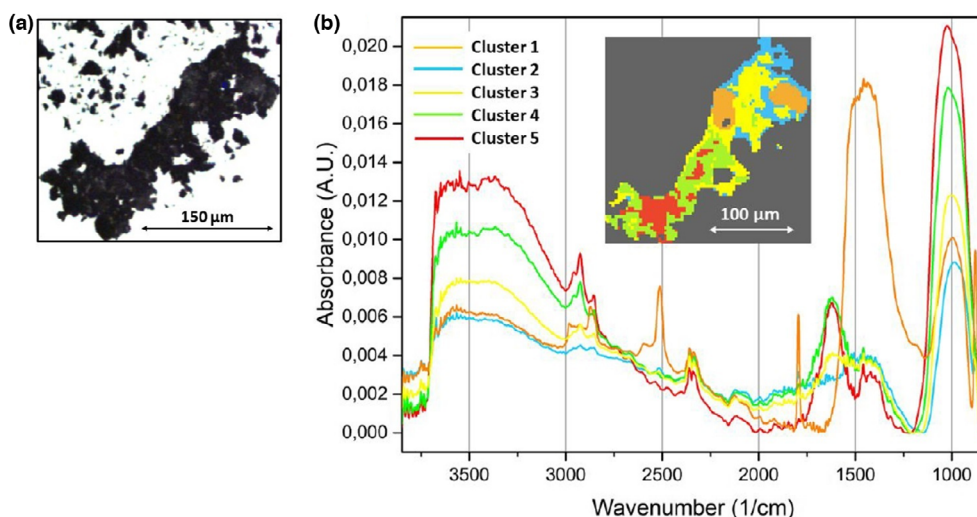 (a)
150 µm
(b)
0,020
0,018
0,016
0,014
0,012
0,010
0,008
0,006
0,004
0,002
0,000
Absorbance (A.U.)
Cluster 1
Cluster 2
Cluster 3
Cluster 4
Cluster 5
100 µm
3500
3000
2500
2000
1500
1000
Wavenumber (1/cm)